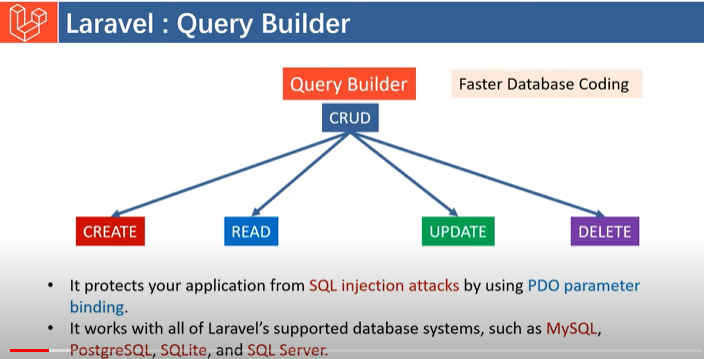 Laravel : Query Builder
Query Builder
Faster Database Coding
CRUD
CREATE
READ
UPDATE
DELETE
• It protects your application from SQL injection attacks by using PDO parameter
binding.
• It works with all of Laravel’s supported database systems, such as MySQL,
PostgreSQL, SQLite, and SQL Server.